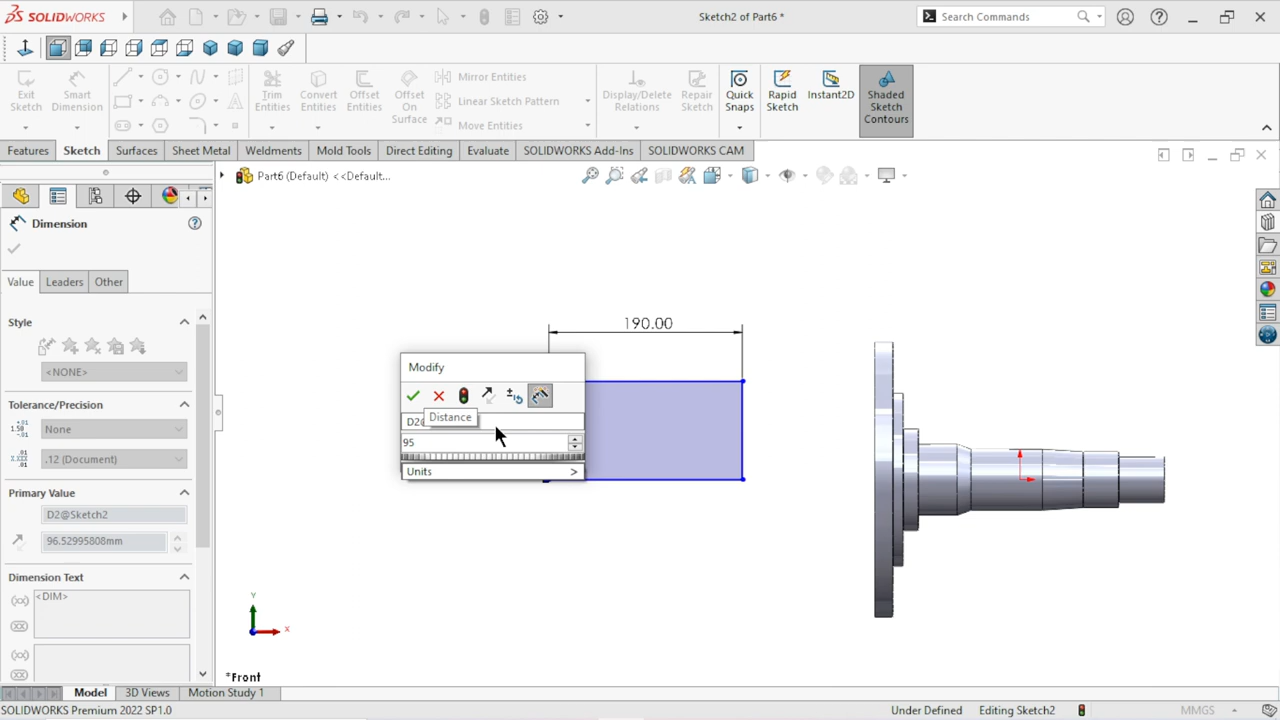 SOLIDWORKS
Sketch2 of Part6 *
Search Commands
Exit Sketch
Smart Dimension
Trim Entities
Convert Entities
Offset Entities
Offset On Surface
Mirror Entities
Linear Sketch Pattern
Move Entities
Display/Delete Relations
Repair Sketch
Quick Snaps
Rapid Sketch
Instant2D
Shaded Sketch Contours
Features
Sketch
Surfaces
Sheet Metal
Weldments
Mold Tools
Direct Editing
Evaluate
SOLIDWORKS Add-Ins
SOLIDWORKS CAM
Part6 (Default) <<Default...
Dimension
Value
Leaders
Other
Style
<NONE>
Tolerance/Precision
None
.12 (Document)
Primary Value
D2@Sketch2
96.52995808mm
Dimension Text
<DIM>
190.00
Modify
Distance
D2@
95
Units
Y
X
*Front
Model
3D Views
Motion Study 1
SOLIDWORKS Premium 2022 SP1.0
Under Defined
Editing Sketch2
MMGS